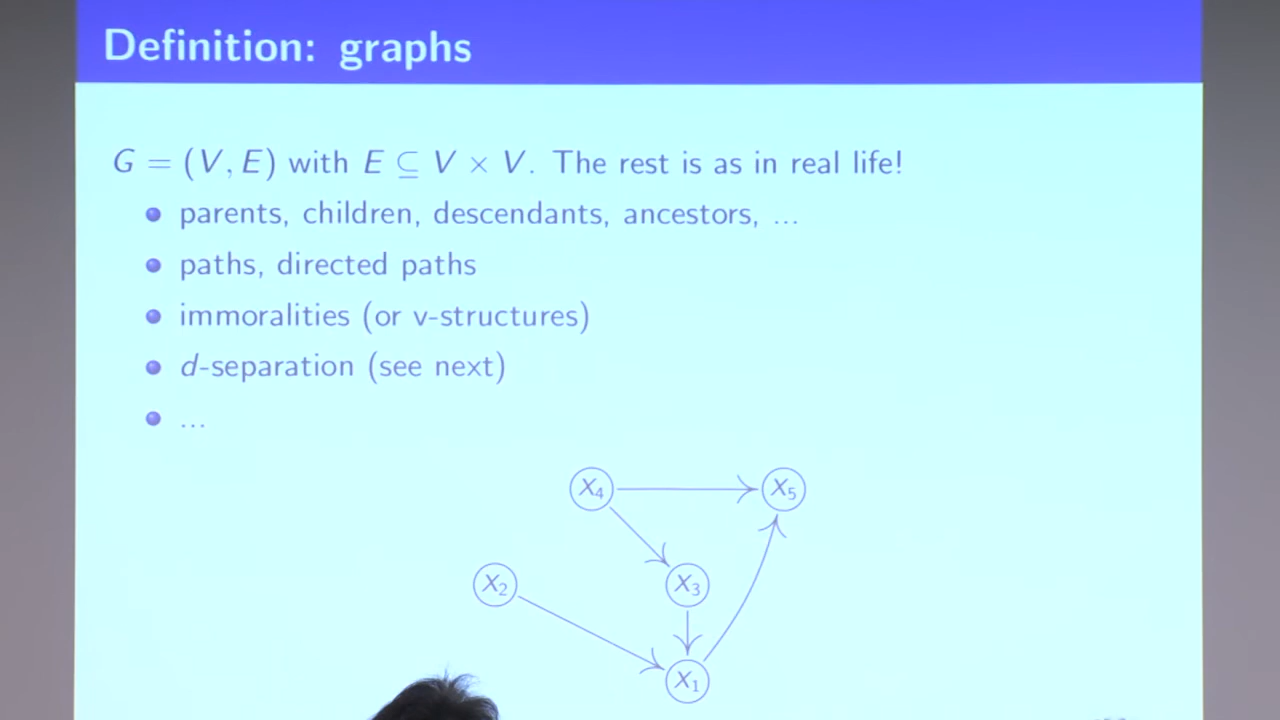 Definition: graphs
G = (V, E) with E ⊆ V × V. The rest is as in real life!
parents, children, descendants, ancestors, ...
paths, directed paths
immoralities (or v-structures)
d-separation (see next)
...
X₄ X₅
X₂ X₃
X₁